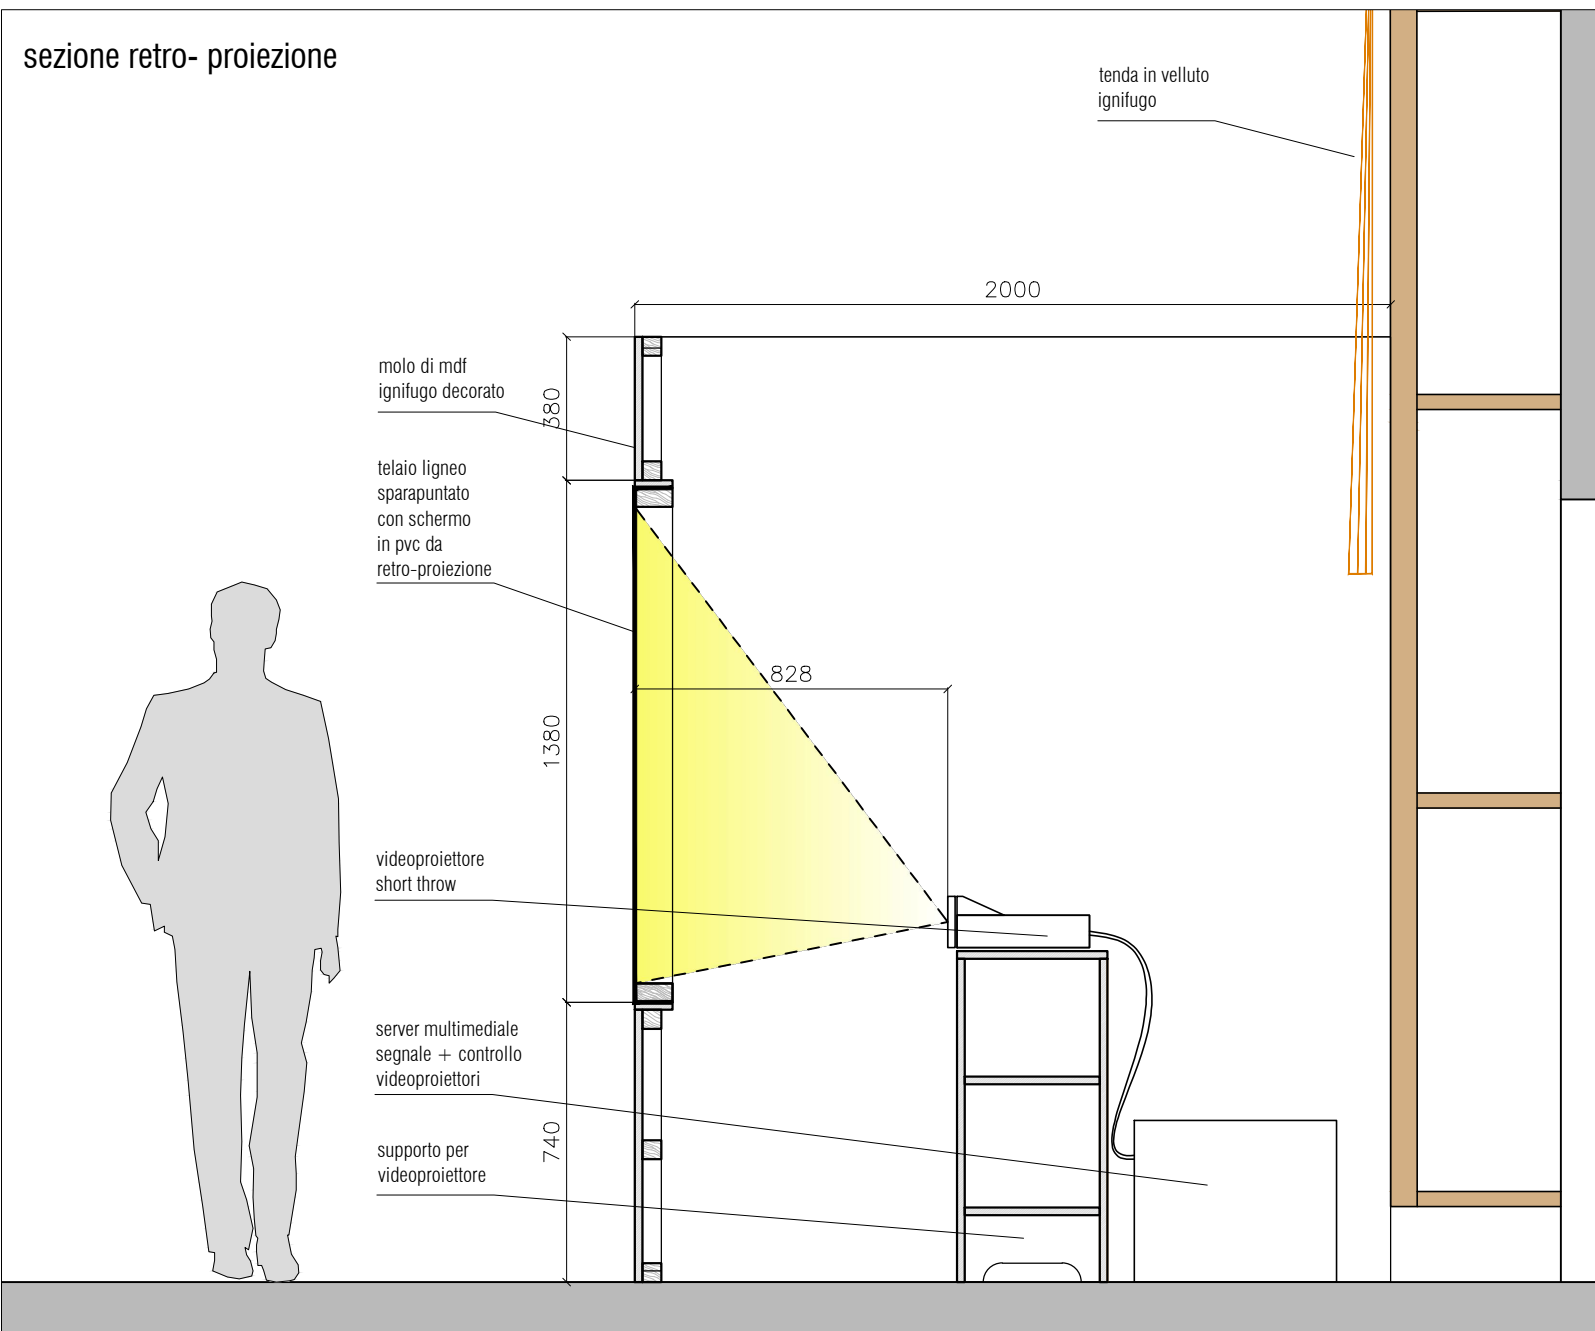 sezione retro- proiezione
tenda in velluto
ignifugo
2000
molo di mdf
ignifugo decorato
380
telaio ligneo
sparapuntato
con schermo
in pvc da
retro-proiezione
828
1380
videoproiettore
short throw
server multimediale
segnale + controllo
videoproiettori
740
supporto per
videoproiettore